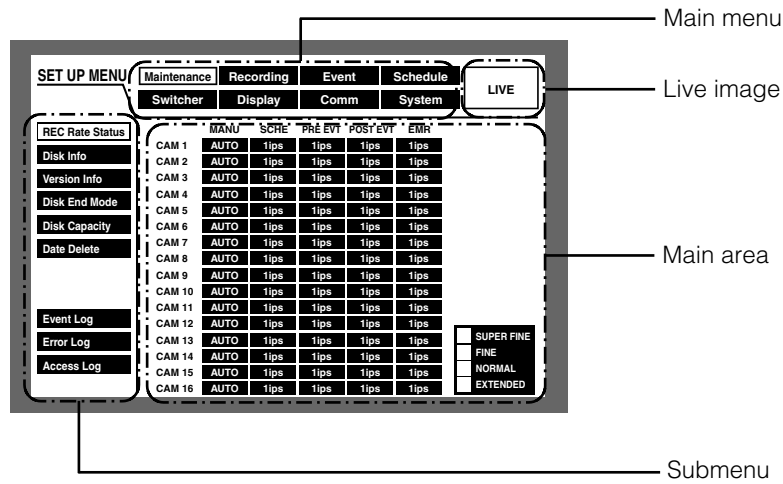 Main menu
SET UP MENU Maintenance Recording Event Schedule
LIVE
Live image
Switcher Display Comm System
REC Rate Status
Disk Info
Version Info
Disk End Mode
Disk Capacity
Date Delete
Event Log
Error Log
Access Log
MANU SCHE PRE EVT POST EVT EMR
CAM 1 AUTO 1ips 1ips 1ips 1ips
CAM 2 AUTO 1ips 1ips 1ips 1ips
CAM 3 AUTO 1ips 1ips 1ips 1ips
CAM 4 AUTO 1ips 1ips 1ips 1ips
CAM 5 AUTO 1ips 1ips 1ips 1ips
CAM 6 AUTO 1ips 1ips 1ips 1ips
CAM 7 AUTO 1ips 1ips 1ips 1ips
CAM 8 AUTO 1ips 1ips 1ips 1ips
CAM 9 AUTO 1ips 1ips 1ips 1ips
CAM 10 AUTO 1ips 1ips 1ips 1ips
CAM 11 AUTO 1ips 1ips 1ips 1ips
CAM 12 AUTO 1ips 1ips 1ips 1ips
CAM 13 AUTO 1ips 1ips 1ips 1ips
CAM 14 AUTO 1ips 1ips 1ips 1ips
CAM 15 AUTO 1ips 1ips 1ips 1ips
CAM 16 AUTO 1ips 1ips 1ips 1ips
SUPER FINE
FINE
NORMAL
EXTENDED
Main area
Submenu